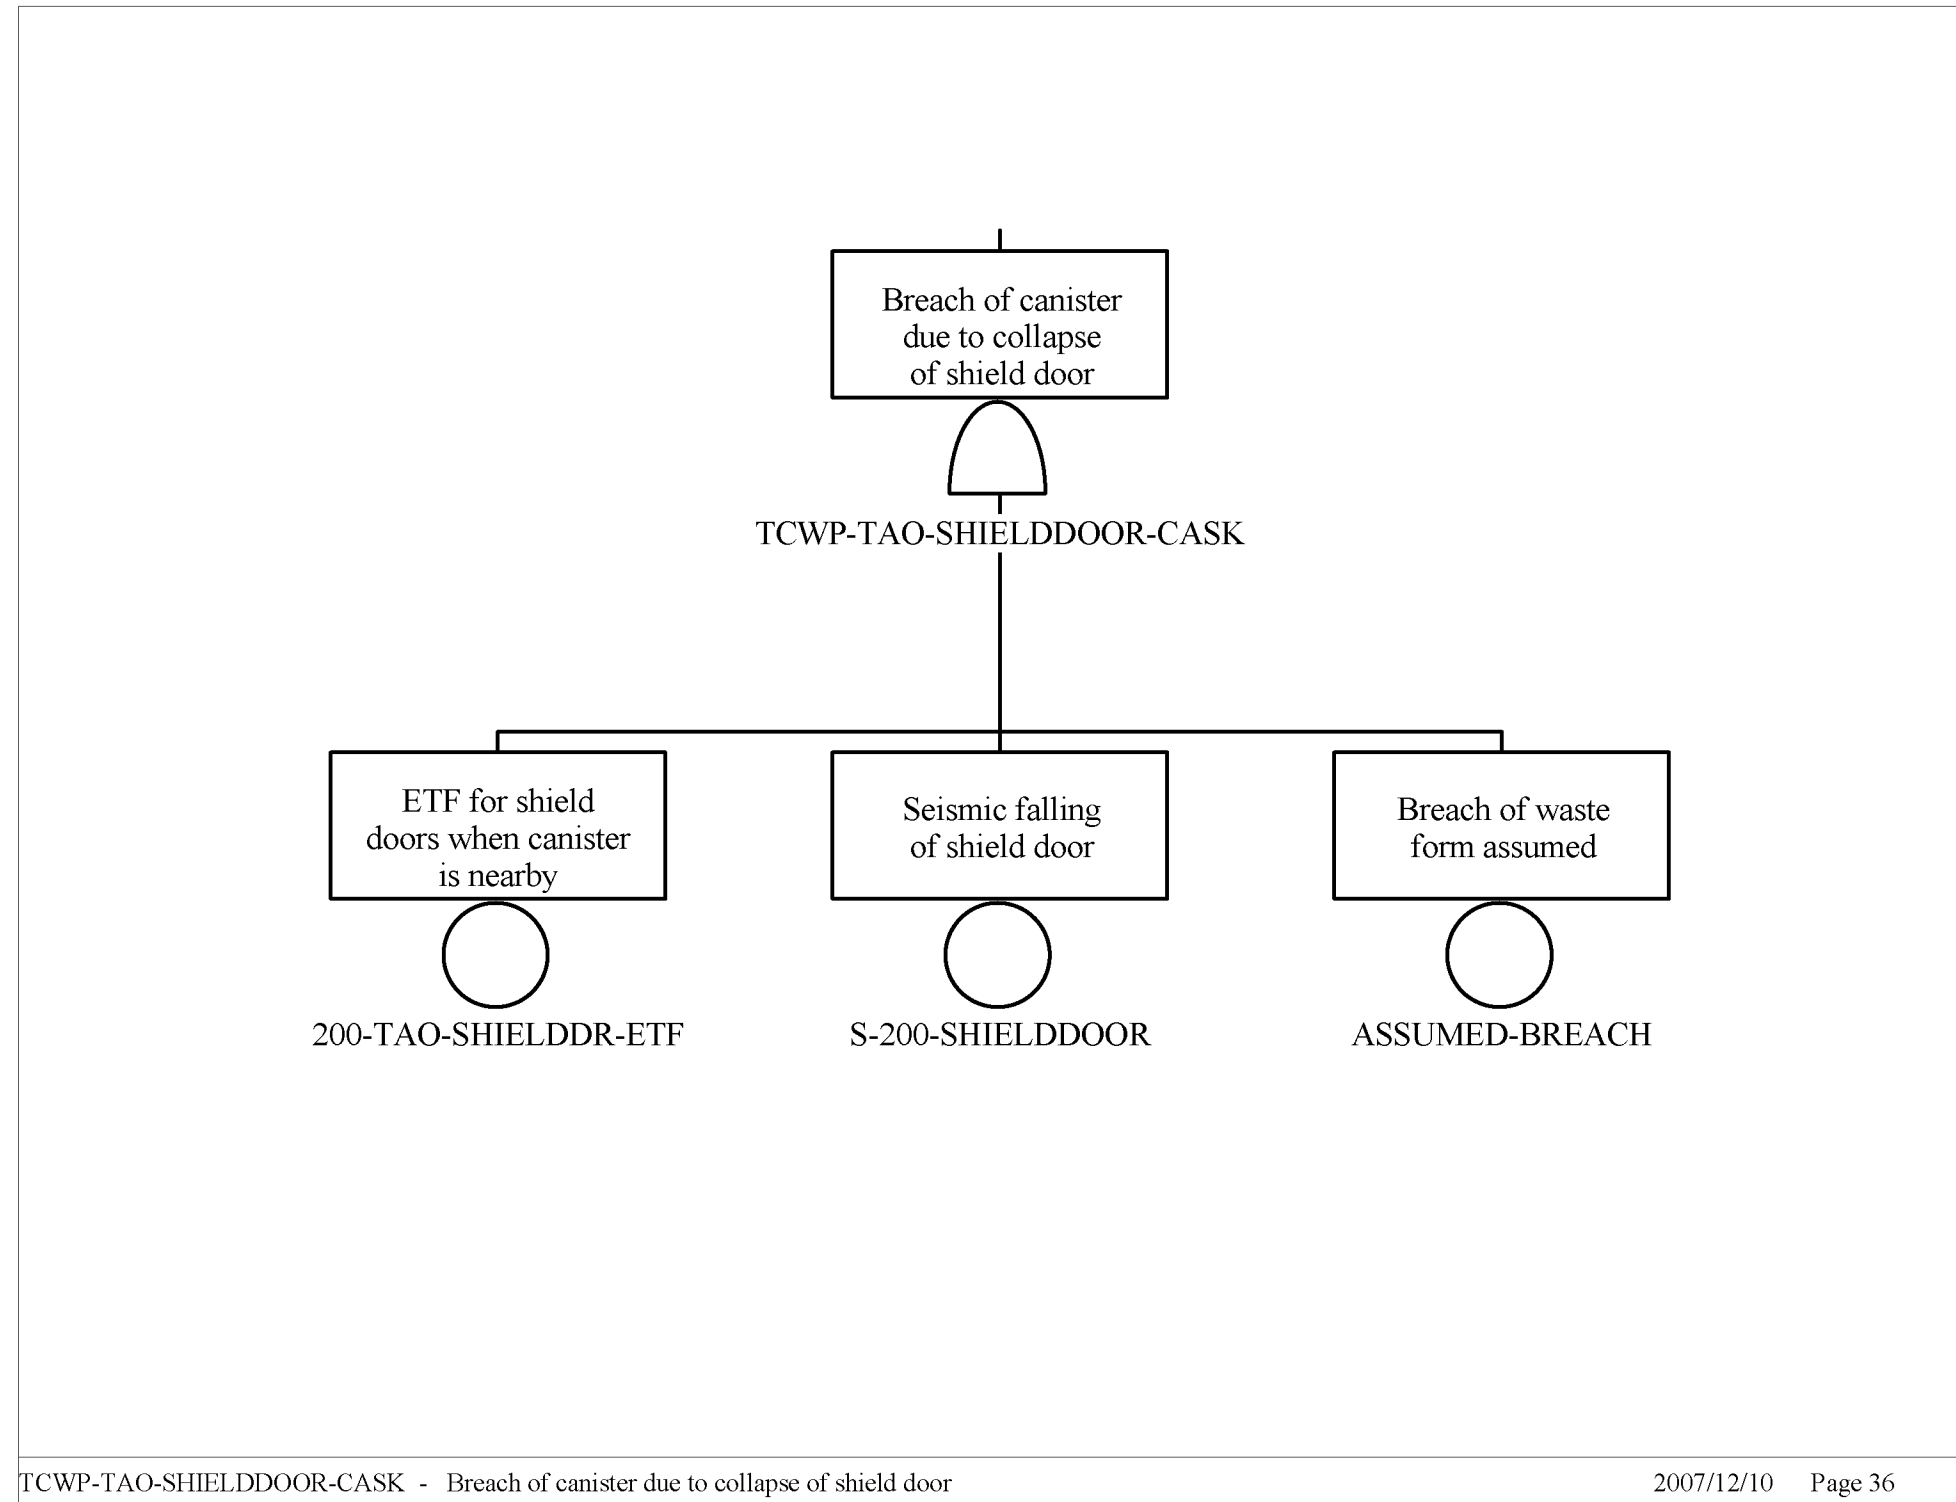 Breach of canister
due to collapse
of shield door
TCWP-TAO-SHIELDDOOR-CASK
ETF for shield
doors when canister
is nearby
200-TAO-SHIELDDR-ETF
Seismic falling
of shield door
S-200-SHIELDDOOR
Breach of waste
form assumed
ASSUMED-BREACH
TCWP-TAO-SHIELDDOOR-CASK - Breach of canister due to collapse of shield door 2007/12/10 Page 36